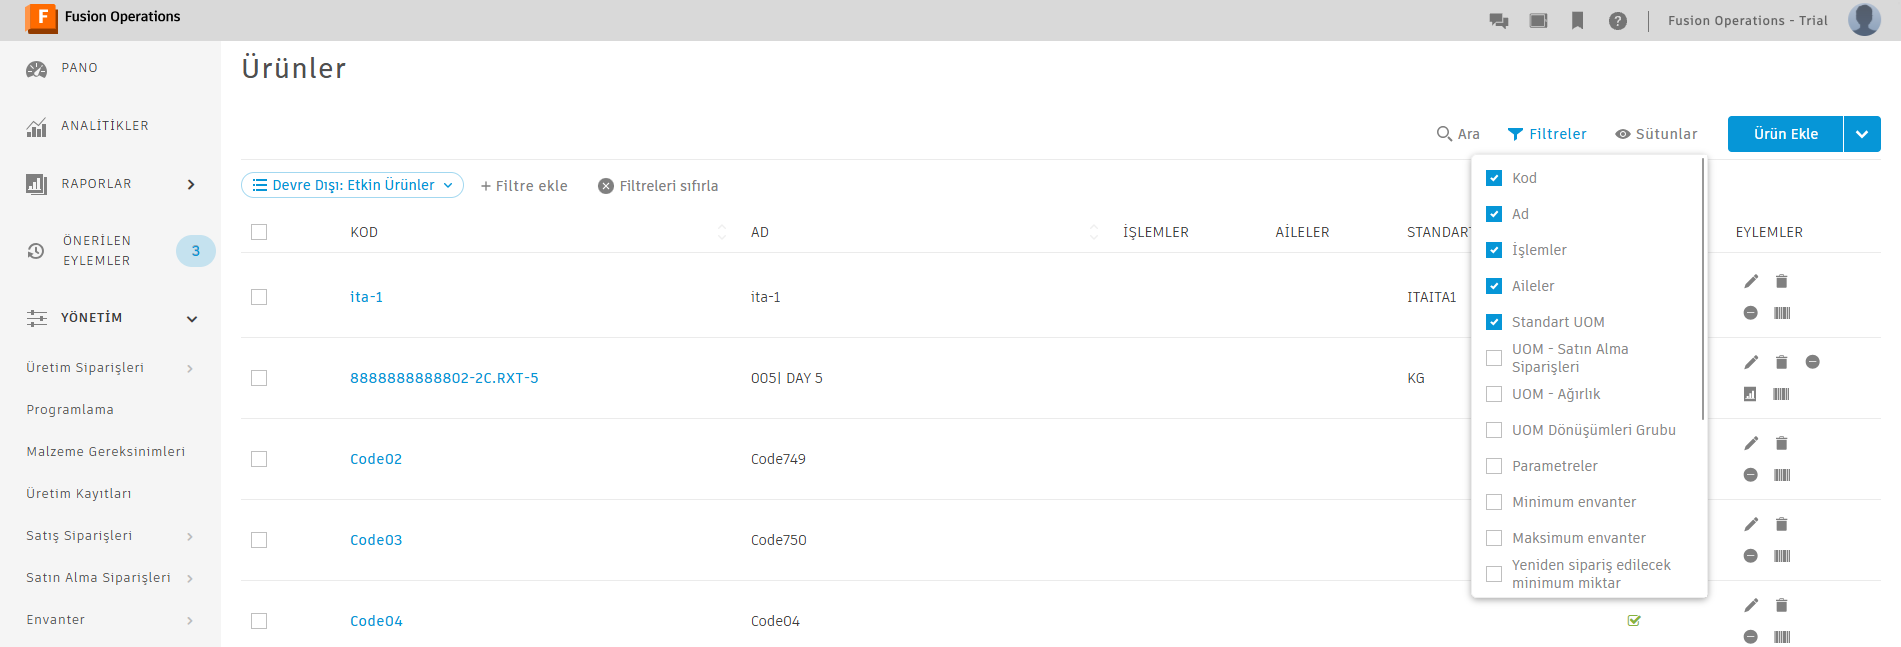 F Fusion Operations
Fusion Operations - Trial
PANO
ANALİTİKLER
RAPORLAR
ÖNERİLEN
EYLEMLER
3
YÖNETİM
Üretim Siparişleri
Programlama
Malzeme Gereksinimleri
Üretim Kayıtları
Satış Siparişleri
Satın Alma Siparişleri
Envanter
Ürünler
Ara
Filtreler
Sütunlar
Ürün Ekle
Devre Dışı: Etkin Ürünler
+ Filtre ekle
Filtreleri sıfırla
KOD AD İŞLEMLER AİLELER STANDART EYLEMLER
ita-1 ita-1 ITAITA1
8888888888802-2C.RXT-5 005| DAY 5 KG
Code02 Code749
Code03 Code750
Code04 Code04
Kod
Ad
İşlemler
Aileler
Standart UOM
UOM - Satın Alma
Siparişleri
UOM - Ağırlık
UOM Dönüşümleri Grubu
Parametreler
Minimum envanter
Maksimum envanter
Yeniden sipariş edilecek
minimum miktar